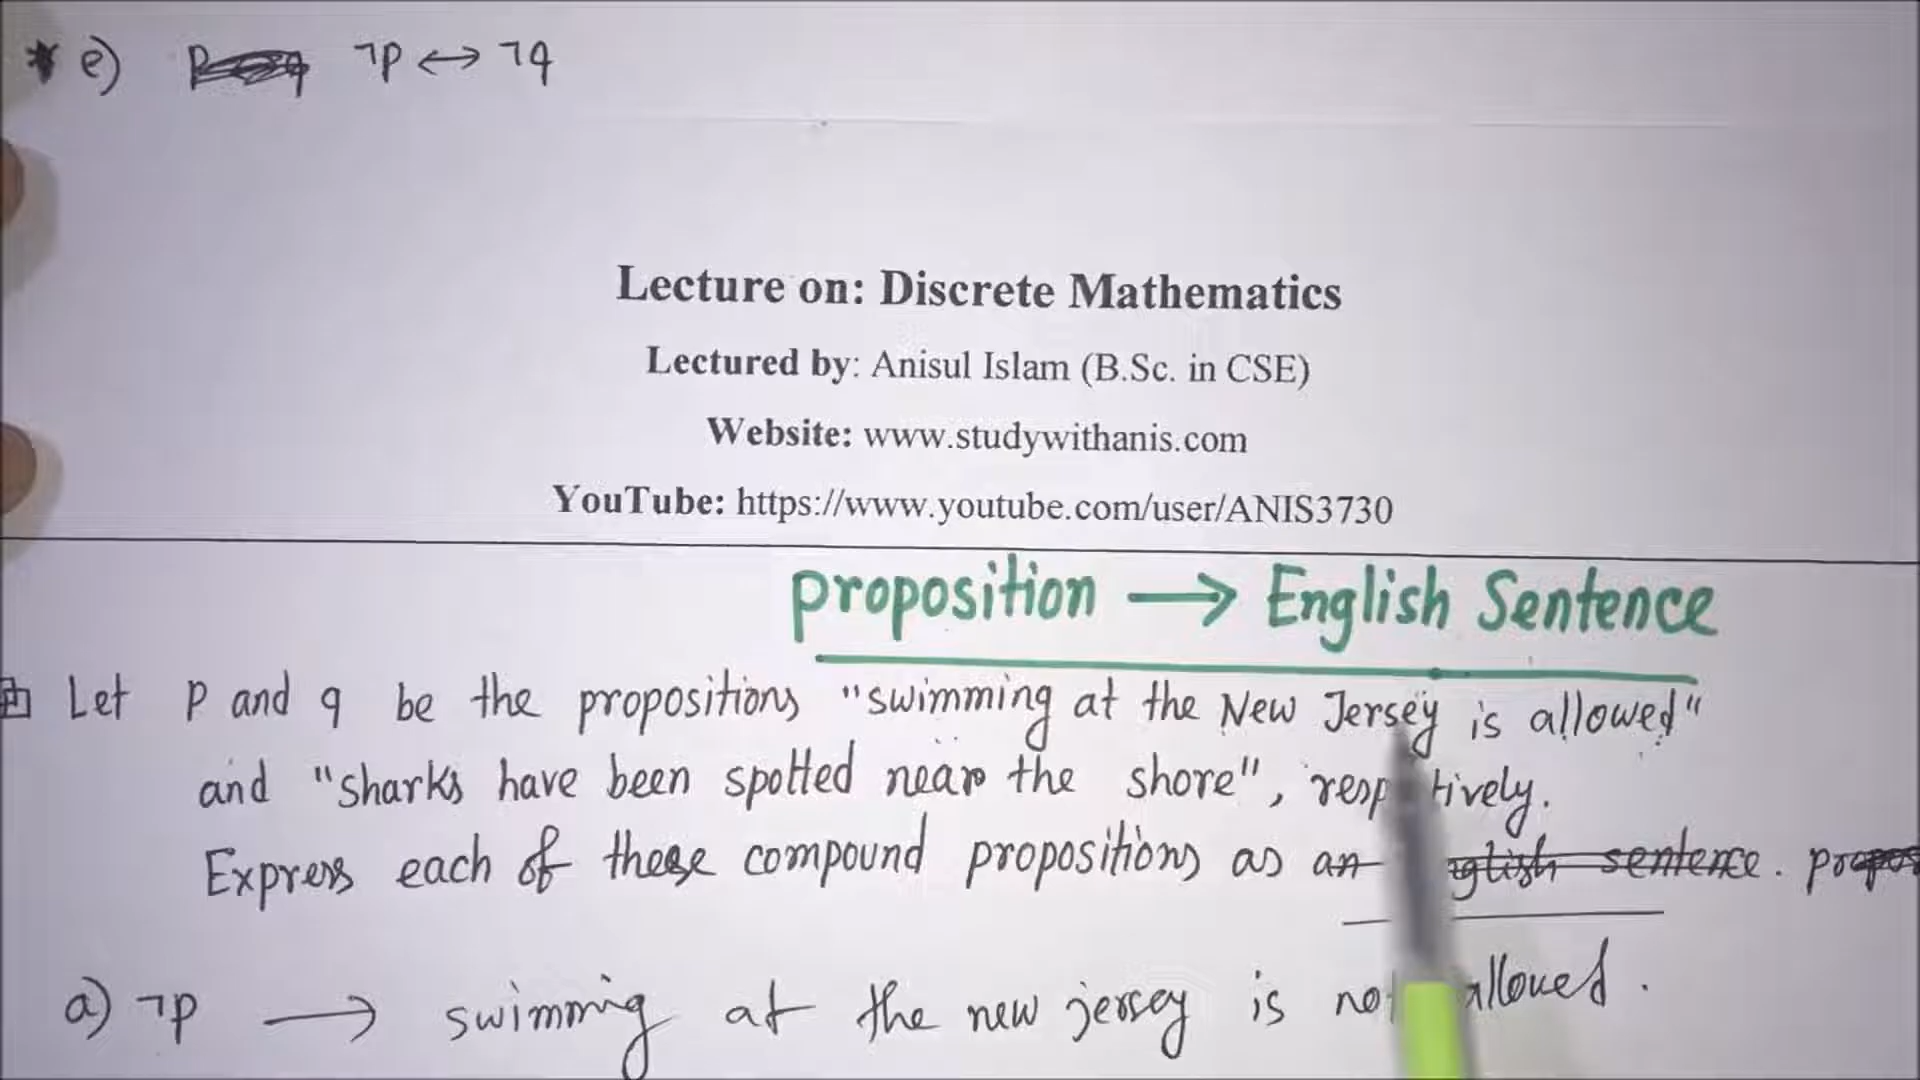 * e) ¬p ↔ ¬q
Lecture on: Discrete Mathematics
Lectured by: Anisul Islam (B.Sc. in CSE)
Website: www.studywithanis.com
YouTube: https://www.youtube.com/user/ANIS3730
proposition → English Sentence
Let p and q be the propositions "swimming at the New Jersey is allowed"
and "sharks have been spotted near the shore", respectively.
Express each of these compound propositions as an sentence.
a) ¬p → swimming at the new jersey is not allowed.